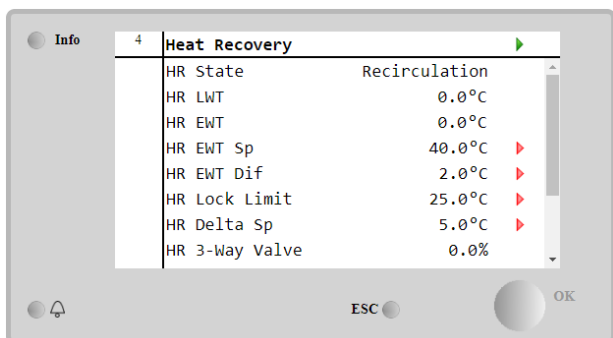 Info
4 Heat Recovery
HR State Recirculation
HR LWT 0.0°C
HR EWT 0.0°C
HR EWT Sp 40.0°C
HR EWT Dif 2.0°C
HR Lock Limit 25.0°C
HR Delta Sp 5.0°C
HR 3-Way Valve 0.0%
ESC OK